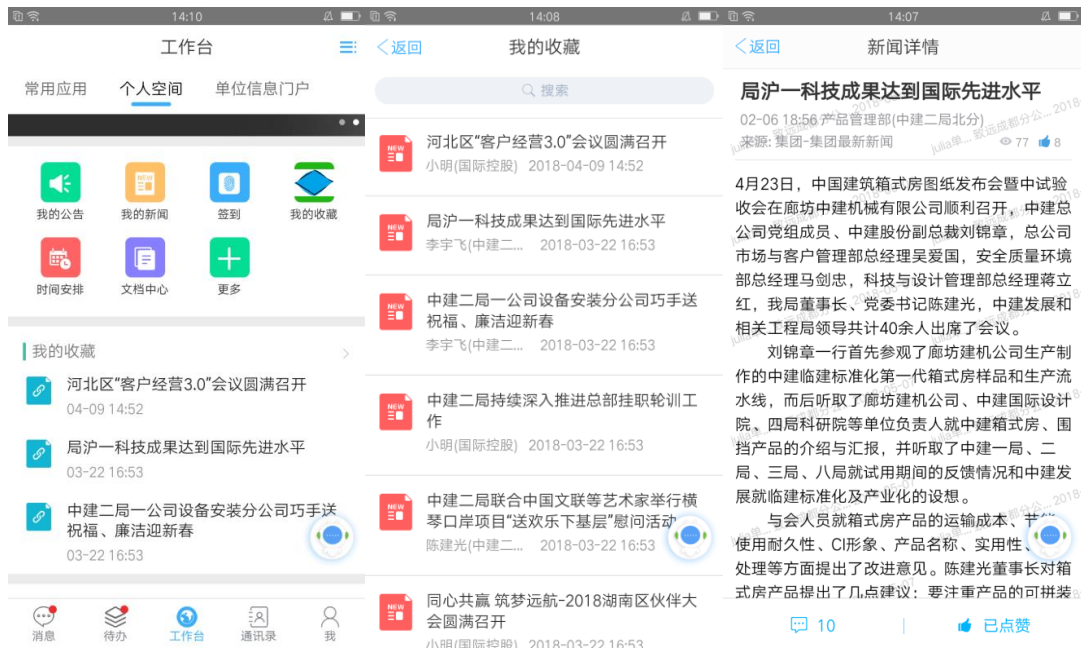 14:10
工作台
常用应用 个人空间 单位信息门户
我的公告 我的新闻 签到 我的收藏
时间安排 文档中心 更多
我的收藏
河北区“客户经营3.0”会议圆满召开
04-09 14:52
局沪一科技成果达到国际先进水平
03-22 16:53
中建二局一公司设备安装分公司巧手送
祝福、廉洁迎新春
03-22 16:53
消息 待办 工作台 通讯录 我
14:08
返回 我的收藏
搜索
NEW
河北区“客户经营3.0”会议圆满召开
小明(国际控股) 2018-04-09 14:52
NEW
局沪一科技成果达到国际先进水平
李宇飞(中建二... 2018-03-22 16:53
NEW
中建二局一公司设备安装分公司巧手送
祝福、廉洁迎新春
李宇飞(中建二... 2018-03-22 16:53
NEW
中建二局持续深入推进总部挂职轮训工
作
小明(国际控股) 2018-03-22 16:53
NEW
中建二局联合中国文联等艺术家举行横
琴口岸项目“送欢乐下基层”慰问活动
陈建光(中建二... 2018-03-22 16:53
NEW
同心共赢 筑梦远航-2018湖南区伙伴大
会圆满召开
小明(国际控股) 2018-03-22 16:53
14:07
返回 新闻详情
局沪一科技成果达到国际先进水平
02-06 18:56 产品管理部(中建二局北分)
来源: 集团-集团最新新闻 77 8
4月23日，中国建筑箱式房图纸发布会暨中试验
收会在廊坊中建机械有限公司顺利召开，中建总
公司党组成员、中建股份副总裁刘锦章，总公司
市场与客户管理部总经理吴爱国，安全质量环境
部总经理马剑忠，科技与设计管理部总经理蒋立
红，我局董事长、党委书记陈建光，中建发展和
相关工程局领导共计40余人出席了会议。
刘锦章一行首先参观了廊坊建机公司生产制
作的中建临建标准化第一代箱式房样品和生产流
水线，而后听取了廊坊建机公司、中建国际设计
院、四局科研院等单位负责人就中建箱式房、围
挡产品的介绍与汇报，并听取了中建一局、二
局、三局、八局就试用期间的反馈情况和中建发
展就临建标准化及产业化的设想。
与会人员就箱式房产品的运输成本、节能、
使用耐久性、CI形象、产品名称、实用性、
处理等方面提出了改进意见。陈建光董事长对箱
式房产品提出了几点建议：要注重产品的可拼装
10 已点赞